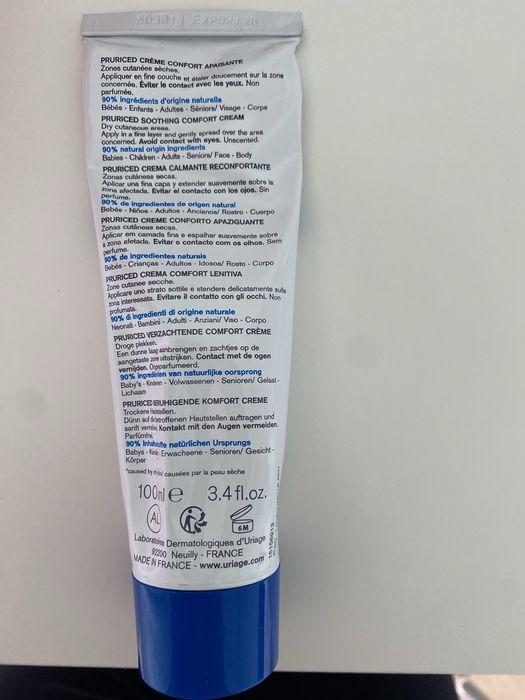 PRURICED CRÈME CONFORT APAISANTE
Zones cutanées sèches.
Appliquer en fine couche et étaler doucement sur la zone
concernée. Éviter le contact avec les yeux. Non
parfumée.
90% ingrédients d'origine naturelle
Bébés - Enfants - Adultes - Séniors/ Visage - Corps
PRURICED SOOTHING COMFORT CREAM
Dry cutaneous areas.
Apply in a fine layer and gently spread over the area
concerned. Avoid contact with eyes. Unscented.
90% natural origin ingredients
Babies - Children - Adults - Seniors/ Face - Body
PRURICED CREMA CALMANTE RECONFORTANTE
Zonas cutáneas secas.
Aplicar una fina capa y extender suavemente sobre la
zona afectada. Evitar el contacto con los ojos. Sin
perfume.
90% de ingredientes de origen natural
Bebés - Niños - Adultos - Ancianos/ Rostro - Cuerpo
PRURICED CREME CONFORTO APAZIGUANTE
Zonas cutâneas secas.
Aplicar em camada fina e espalhar suavemente sobre
a zona afetada. Evitar o contacto com os olhos. Sem
perfume.
90% de ingredientes naturais
Bebés - Crianças - Adultos - Idosos/ Rosto - Corpo
PRURICED CREMA COMFORT LENITIVA
Zone cutanee secche.
Applicare uno strato sottile e stendere delicatamente sulla
zona interessata. Evitare il contatto con gli occhi. Non
profumata.
90% di ingredienti di origine naturale
Neonati - Bambini - Adulti - Anziani/ Viso - Corpo
PRURICED VERZACHTENDE COMFORT CRÈME
Droge plekken.
Een dunne laag aanbrengen en zachtjes op de
aangetaste zone uitstrijken. Contact met de ogen
vermijden. Ongeparfumeerd.
90% ingrediënten van natuurlijke oorsprong
Baby's - Kinderen - Volwassenen - Senioren/ Gelaat -
Lichaam
PRURICED BERUHIGENDE KOMFORT CREME
Trockene Hautstellen.
Dünn auf die betroffenen Hautstellen auftragen und
sanft verreiben. Kontakt mit den Augen vermeiden.
Parfümfrei.
90% Inhaltsstoffe natürlichen Ursprungs
Babys - Kinder - Erwachsene - Senioren/ Gesicht -
Körper
*caused by dry skin/ causées par la peau sèche
100ml e 3.4 fl.oz.
AL
6M
Laboratoires Dermatologiques d'Uriage
92200 Neuilly - FRANCE
MADE IN FRANCE - www.uriage.com